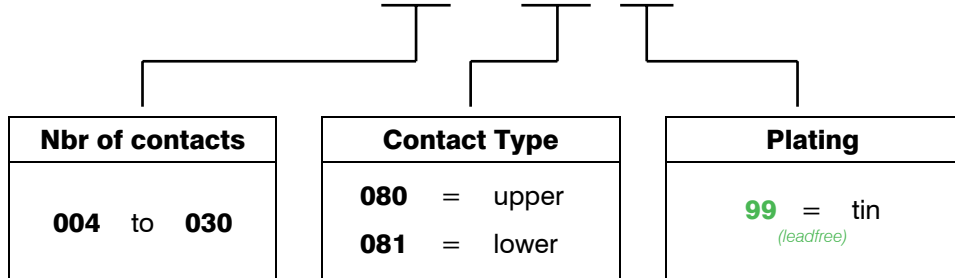 Nbr of contacts
004 to 030
Contact Type
080 = upper
081 = lower
Plating
99 = tin
(leadfree)